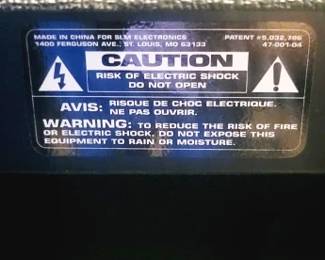 MADE IN CHINA FOR SLM ELECTRONICS
1400 FERGUSON AVE., ST. LOUIS, MO 63133
PATENT #5,032,796
47-001-04
CAUTION
RISK OF ELECTRIC SHOCK
DO NOT OPEN
AVIS: RISQUE DE CHOC ELECTRIQUE.
NE PAS OUVRIR.
WARNING: TO REDUCE THE RISK OF FIRE
OR ELECTRIC SHOCK, DO NOT EXPOSE THIS
EQUIPMENT TO RAIN OR MOISTURE.